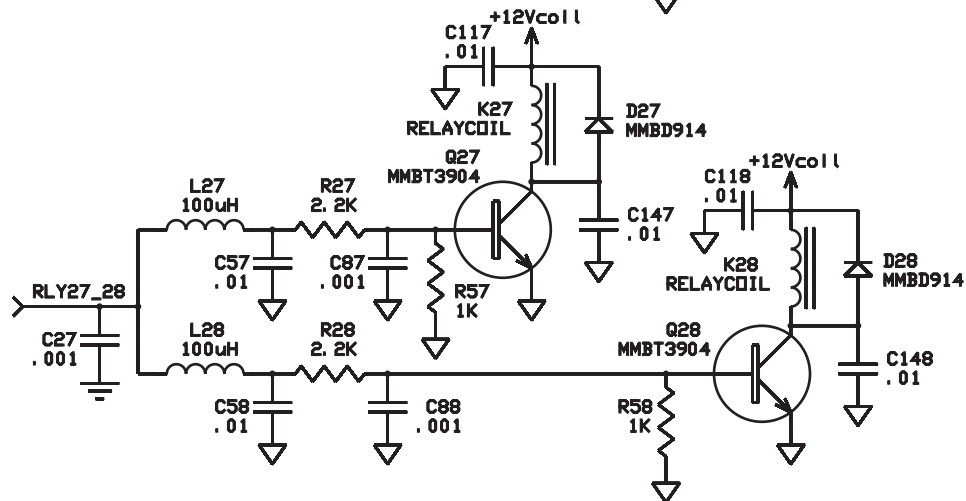 +12Vcoil
C117
.01
K27
RELAYCOIL
D27
MMBD914
Q27
MMBT3904
+12Vcoil
C118
.01
L27
100uH
R27
2.2K
C147
.01
C57
.01
C87
.001
K28
RELAYCOIL
D28
MMBD914
RLY27_28
R57
1K
C27
.001
L28
100uH
R28
2.2K
Q28
MMBT3904
C148
.01
C58
.01
C88
.001
R58
1K